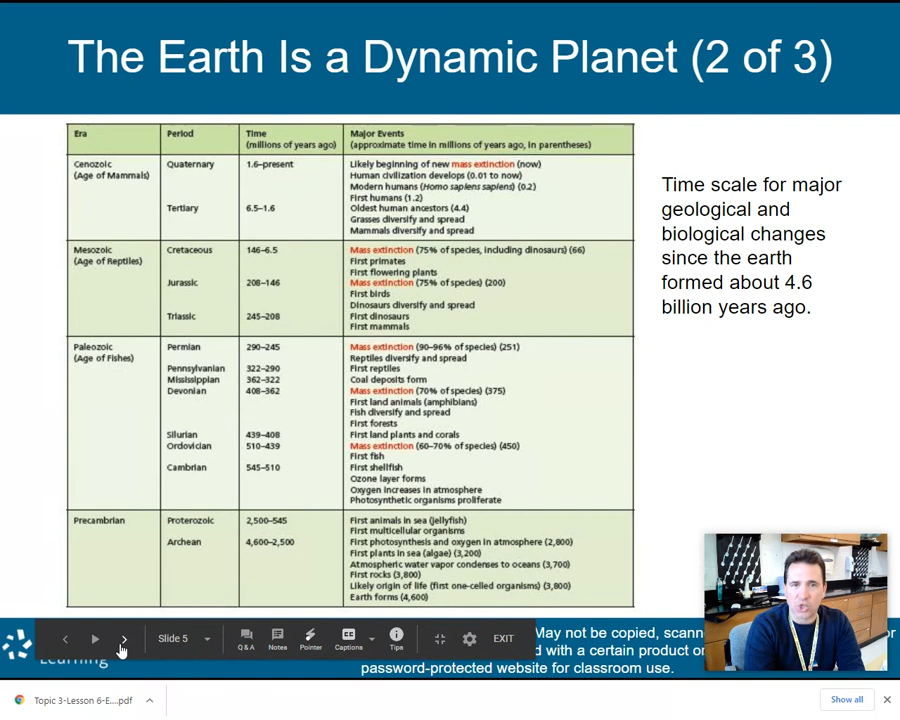 The Earth Is a Dynamic Planet (2 of 3)
Era Period Time Major Events
(millions of years ago) (approximate time in millions of years ago, in parentheses)
Cenozoic Quaternary 1.6–present Likely beginning of new mass extinction (now)
(Age of Mammals) Human civilization develops (0.01 to now)
Modern humans (Homo sapiens sapiens) (0.2)
First humans (1.2)
Tertiary 6.5–1.6 Oldest human ancestors (4.4)
Grasses diversify and spread
Mammals diversify and spread
Mesozoic Cretaceous 146–6.5 Mass extinction (75% of species, including dinosaurs) (66)
(Age of Reptiles) First primates
First flowering plants
Jurassic 208–146 Mass extinction (75% of species) (200)
First birds
Dinosaurs diversify and spread
Triassic 245–208 First dinosaurs
First mammals
Paleozoic Permian 290–245 Mass extinction (90–96% of species) (251)
(Age of Fishes) Reptiles diversify and spread
Pennsylvanian 322–290 First reptiles
Mississippian 362–322 Coal deposits form
Devonian 408–362 Mass extinction (70% of species) (375)
First land animals (amphibians)
Fish diversify and spread
First forests
Silurian 439–408 First land plants and corals
Ordovician 510–439 Mass extinction (60–70% of species) (450)
First fish
Cambrian 545–510 First shellfish
Ozone layer forms
Oxygen increases in atmosphere
Photosynthetic organisms proliferate
Precambrian Proterozoic 2,500–545 First animals in sea (jellyfish)
First multicellular organisms
Archean 4,600–2,500 First photosynthesis and oxygen in atmosphere (2,800)
First plants in sea (algae) (3,200)
Atmospheric water vapor condenses to oceans (3,700)
First rocks (3,800)
Likely origin of life (first one-celled organisms) (3,800)
Earth forms (4,600)
Time scale for major
geological and
biological changes
since the earth
formed about 4.6
billion years ago.
Slide 5 Q & A Notes Pointer Captions Tips EXIT
Learning
May not be copied, scann
d with a certain product or
password-protected website for classroom use.
Topic 3-Lesson 6-E....pdf
Show all